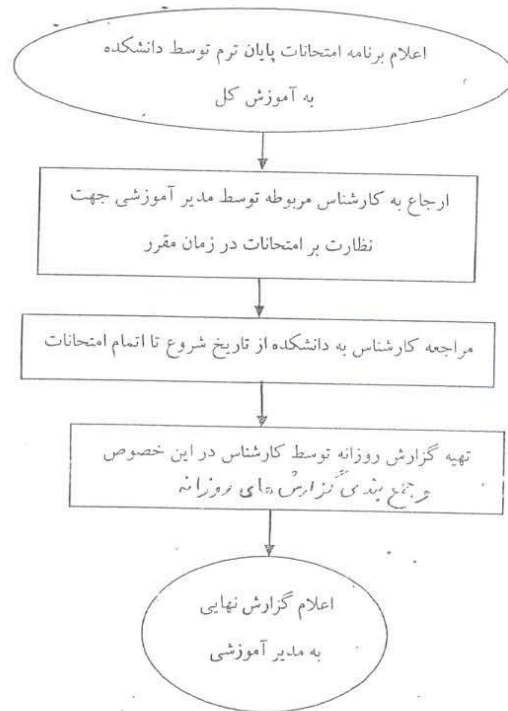 اعلام برنامه امتحانات پایان ترم توسط دانشکده
به آموزش کل
ارجاع به کارشناس مربوطه توسط مدیر آموزشی جهت
نظارت بر امتحانات در زمان مقرر
مراجعه کارشناس به دانشکده از تاریخ شروع تا اتمام امتحانات
تهیه گزارش روزانه توسط کارشناس در این خصوص
و جمع بندی گزارش های روزانه
اعلام گزارش نهایی
به مدیر آموزشی